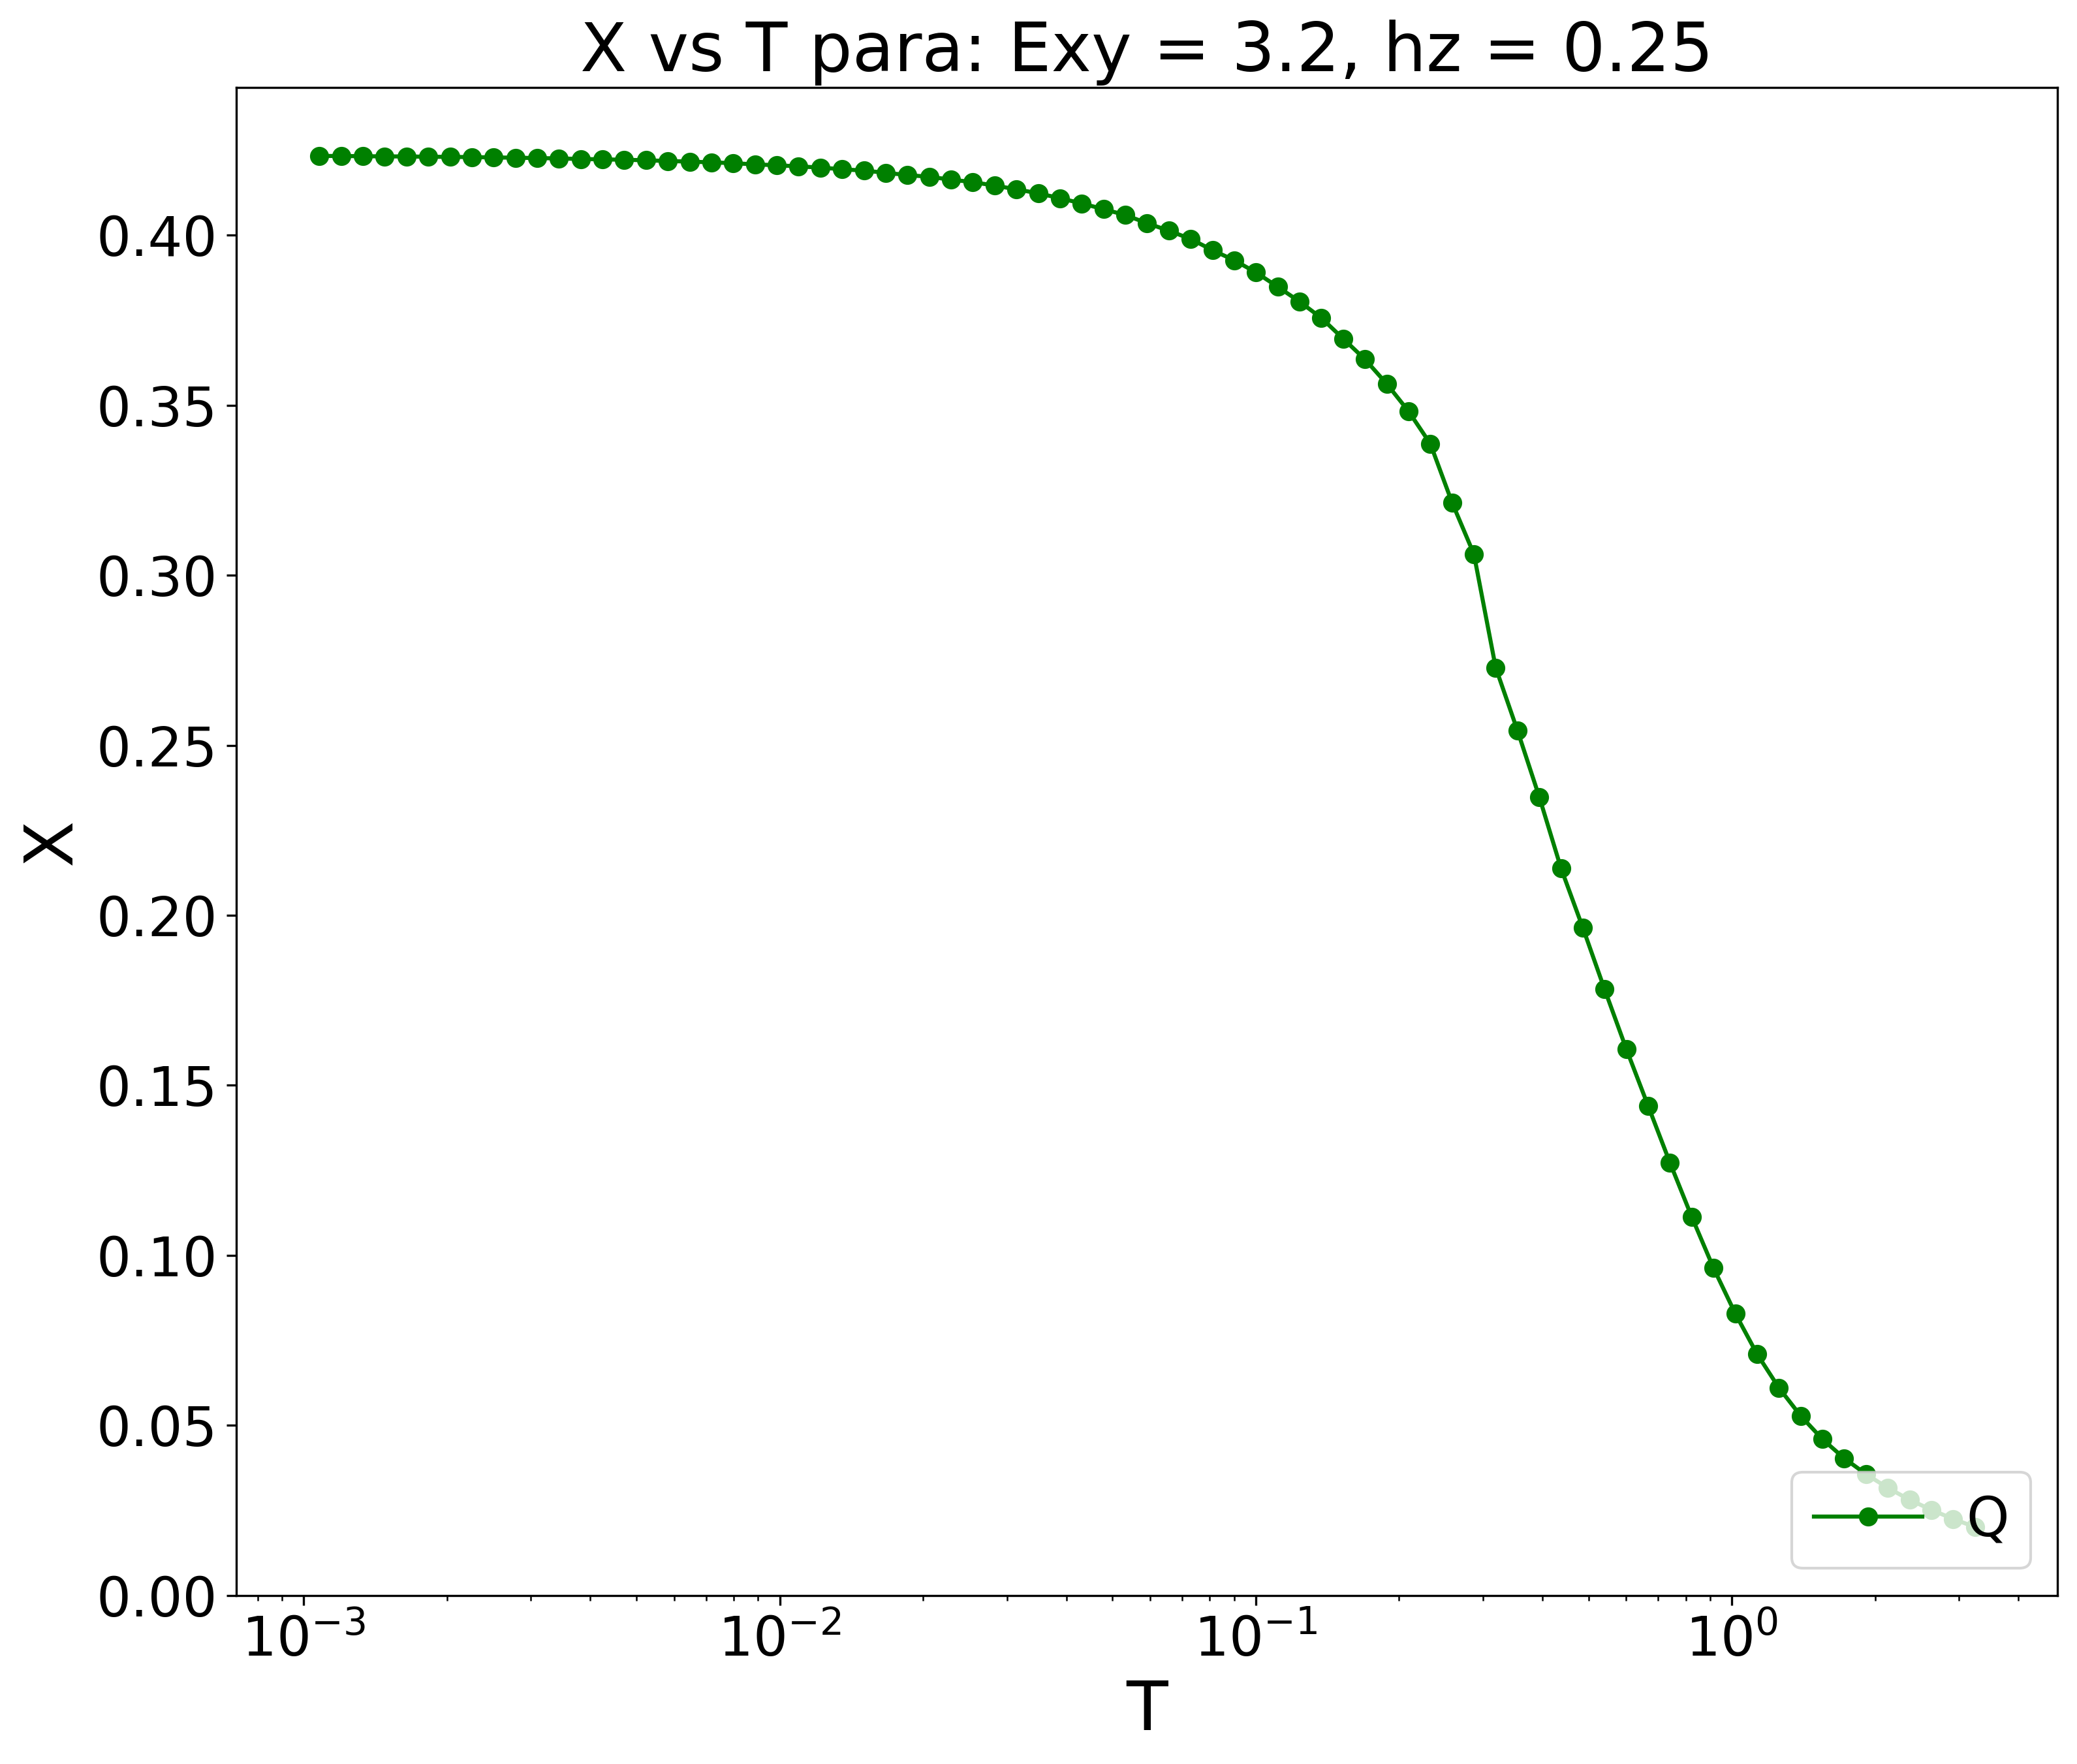 X vs T para: Exy = 3.2, hz = 0.25
0.40
0.35
0.30
0.25
0.20
0.15
0.10
0.05
0.00
X
10⁻³ 10⁻² 10⁻¹ 10⁰
T
Q